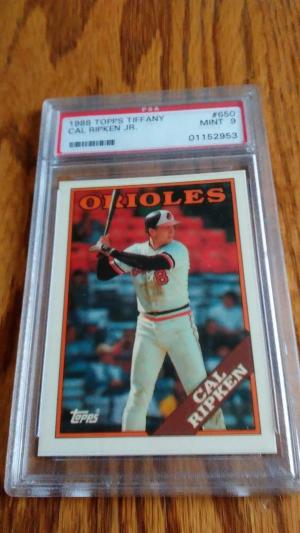 PSA
1988 TOPPS TIFFANY #650
CAL RIPKEN JR. MINT 9
01152953
ORIOLES
8
CAL
RIPKEN
Topps